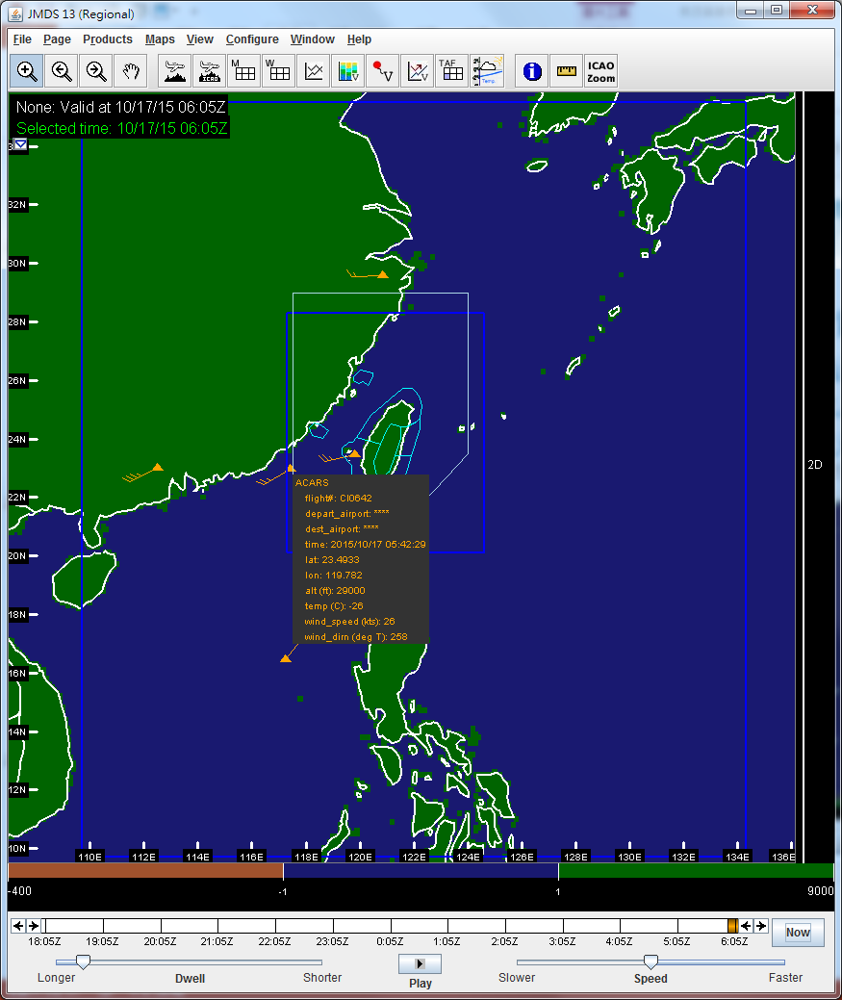 JMDS 13 (Regional)
File Page Products Maps View Configure Window Help
ICAO
M
W
V
V
V
TAF
Temp
ICAO
Zoom
None: Valid at 10/17/15 06:05Z
Selected time: 10/17/15 06:05Z
32N
30N
28N
26N
24N
22N
20N
18N
16N
14N
12N
10N
2D
ACARS
flight#: CI0642
depart_airport: ****
dest_airport: ****
time: 2015/10/17 05:42:29
lat: 23.4933
lon: 119.782
alt (ft): 29000
temp (C): -26
wind_speed (kts): 26
wind_dirn (deg T): 258
110E 112E 114E 116E 118E 120E 122E 124E 126E 128E 130E 132E 134E 136E
-400 -1 1 9000
18:05Z 19:05Z 20:05Z 21:05Z 22:05Z 23:05Z 0:05Z 1:05Z 2:05Z 3:05Z 4:05Z 5:05Z 6:05Z
Now
Longer Dwell Shorter Play Slower Speed Faster